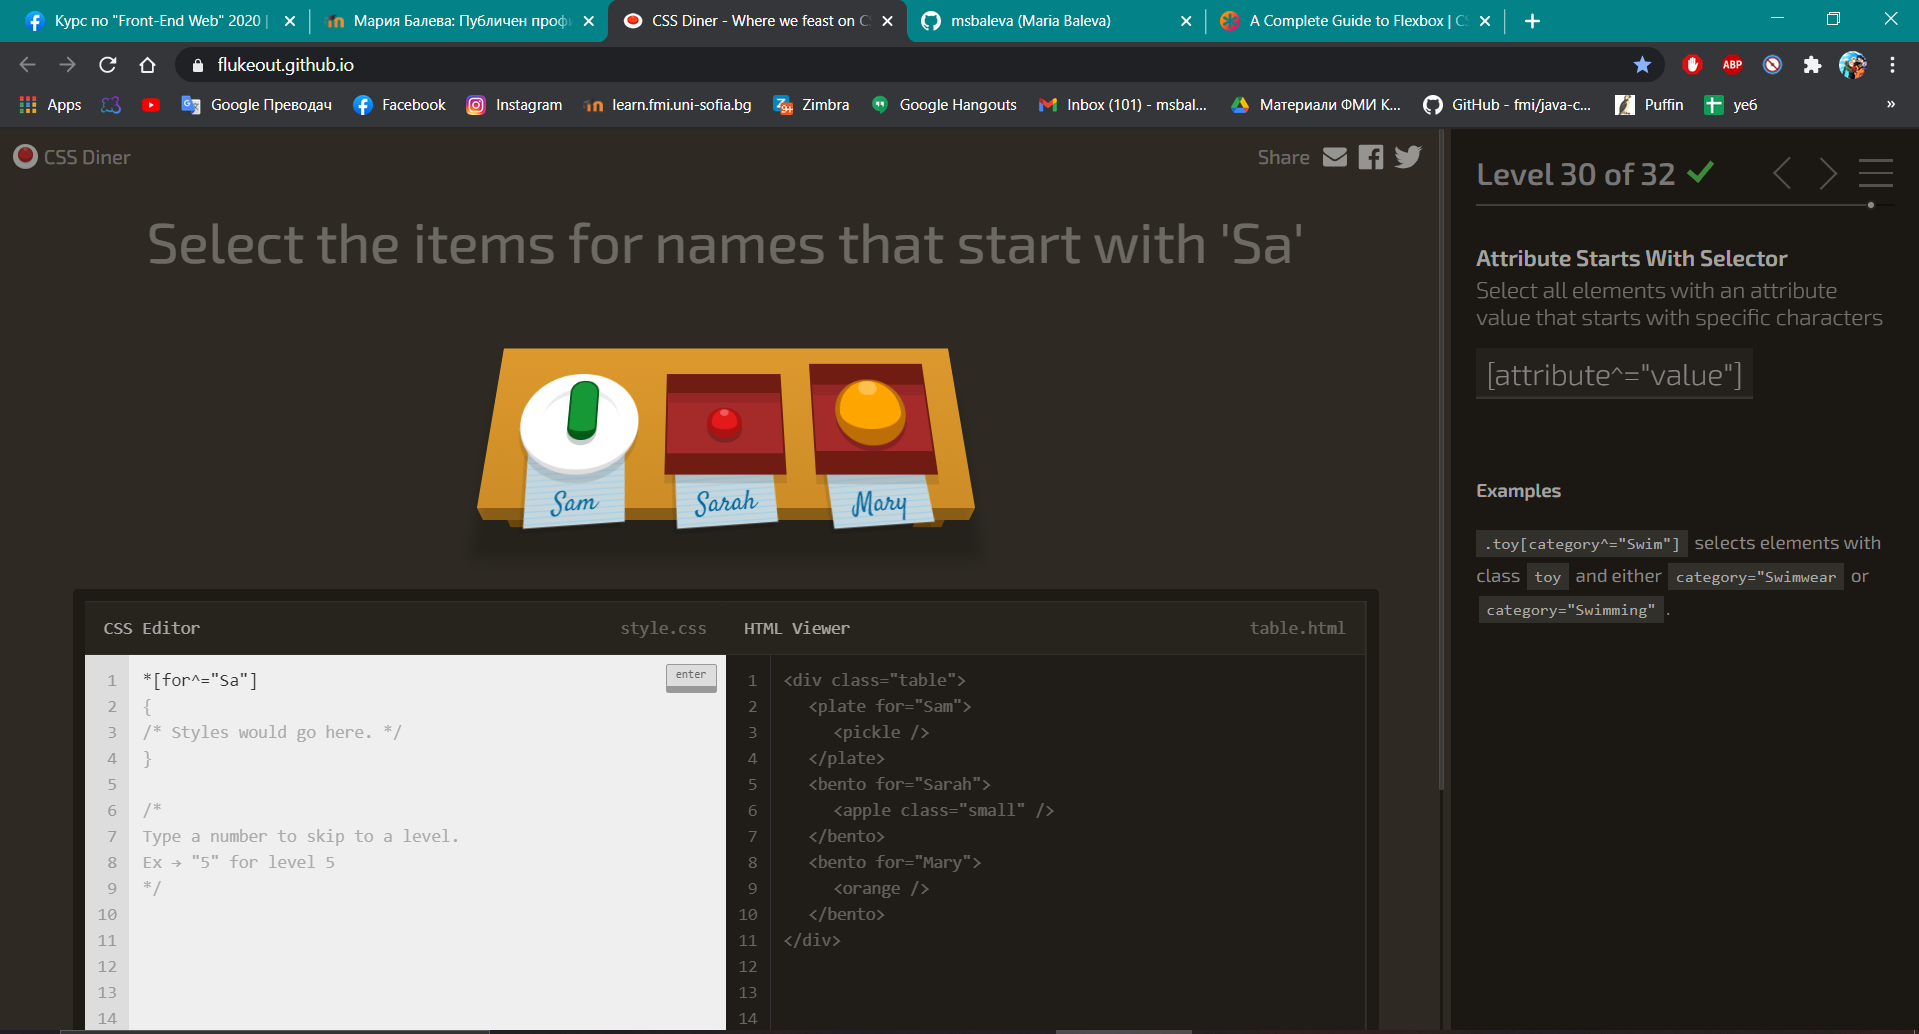 Курс по "Front-End Web" 2020 |
Мария Балева: Публичен проф
CSS Diner - Where we feast on CS
msbaleva (Maria Baleva)
A Complete Guide to Flexbox | CS
flukeout.github.io
ABP
Apps
Google Преводач
Facebook
Instagram
learn.fmi.uni-sofia.bg
Zimbra
Google Hangouts
Inbox (101) - msbal...
Материали ФМИ К...
GitHub - fmi/java-c...
Puffin
уеб
»
CSS Diner
Share
Level 30 of 32
Select the items for names that start with 'Sa'
Attribute Starts With Selector
Select all elements with an attribute
value that starts with specific characters
[attribute^="value"]
Sam
Sarah
Mary
Examples
.toy[category^="Swim"] selects elements with
class toy and either category="Swimwear or
category="Swimming" .
CSS Editor
style.css
enter
1 *[for^="Sa"]
2 {
3 /* Styles would go here. */
4 }
5
6 /*
7 Type a number to skip to a level.
8 Ex → "5" for level 5
9 */
10
11
12
13
14
HTML Viewer
table.html
1 <div class="table">
2 <plate for="Sam">
3 <pickle />
4 </plate>
5 <bento for="Sarah">
6 <apple class="small" />
7 </bento>
8 <bento for="Mary">
9 <orange />
10 </bento>
11 </div>
12
13
14